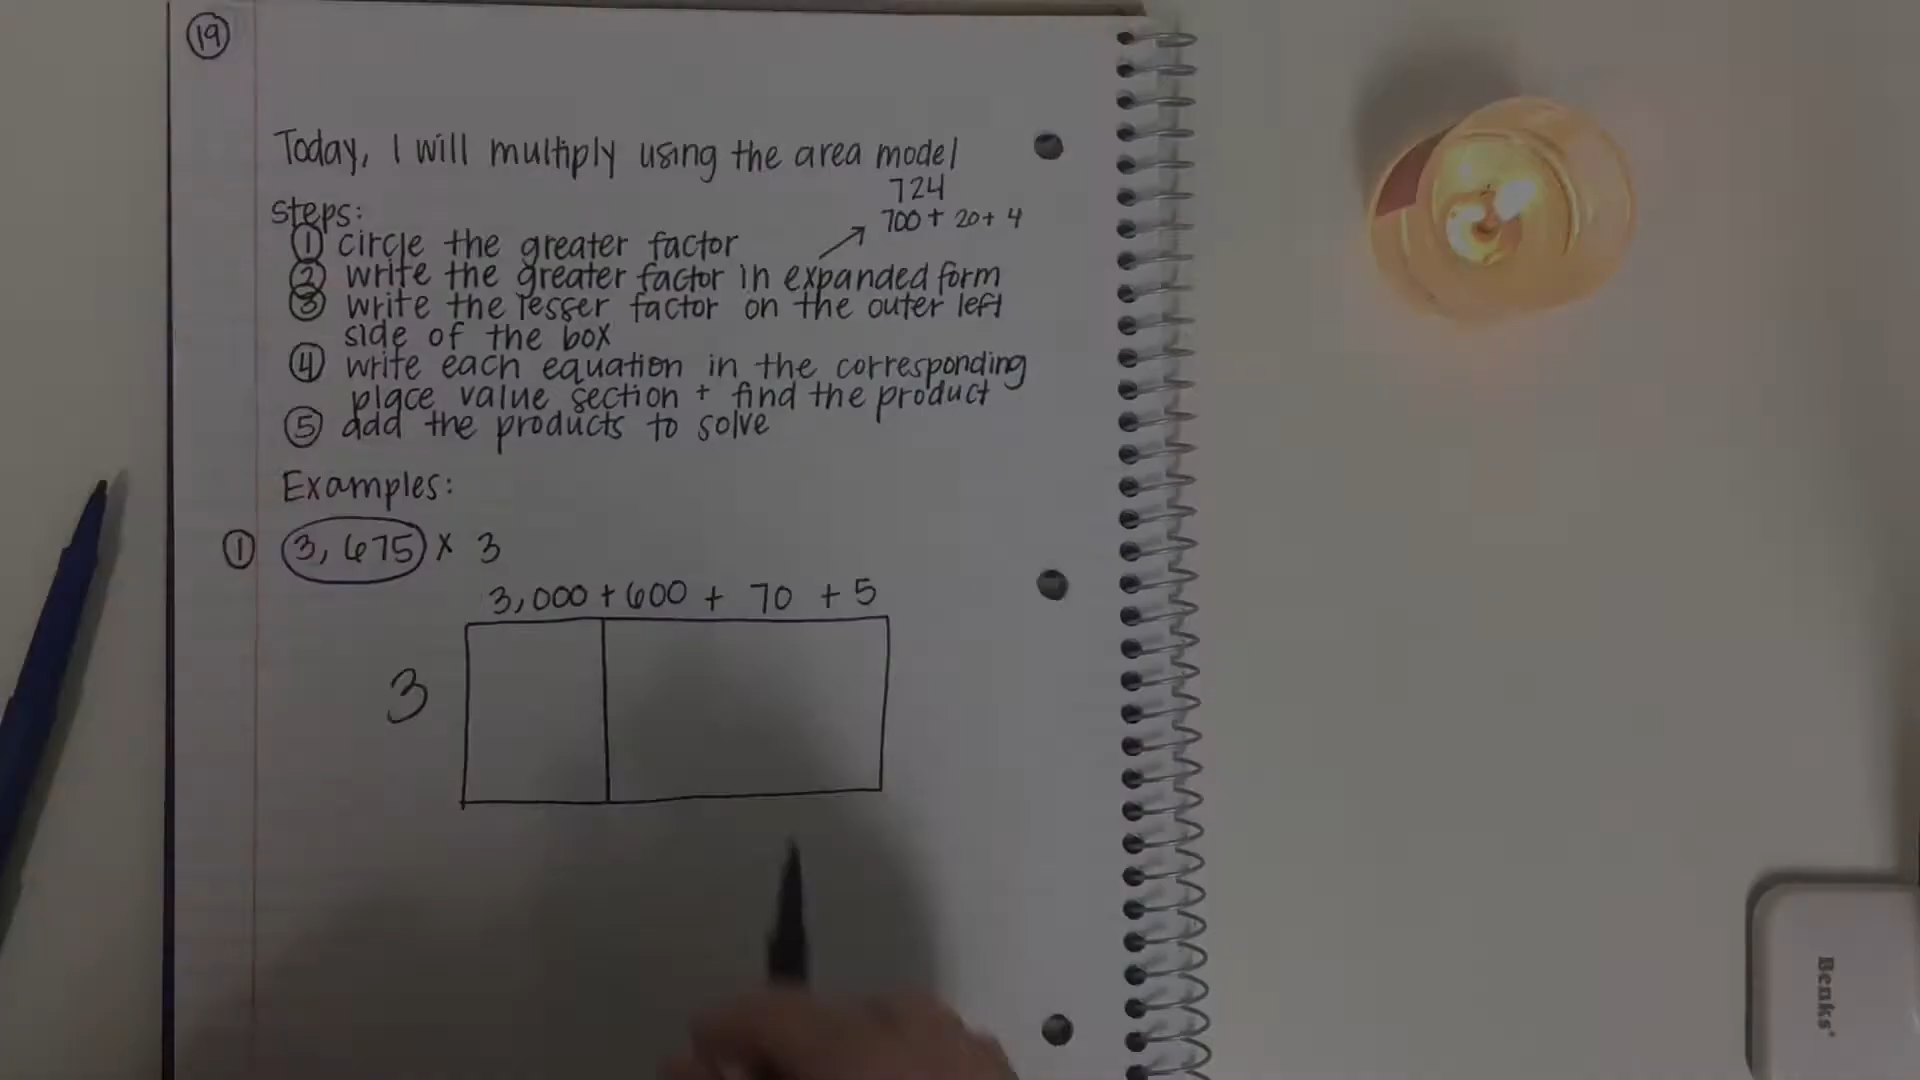 19
Today, I will multiply using the area model
724
700 + 20 + 4
steps:
① circle the greater factor
② write the greater factor in expanded form
③ write the lesser factor on the outer left
side of the box
④ write each equation in the corresponding
place value section + find the product
⑤ add the products to solve
Examples:
① 3,675 x 3
3,000 + 600 + 70 + 5
3
Benks